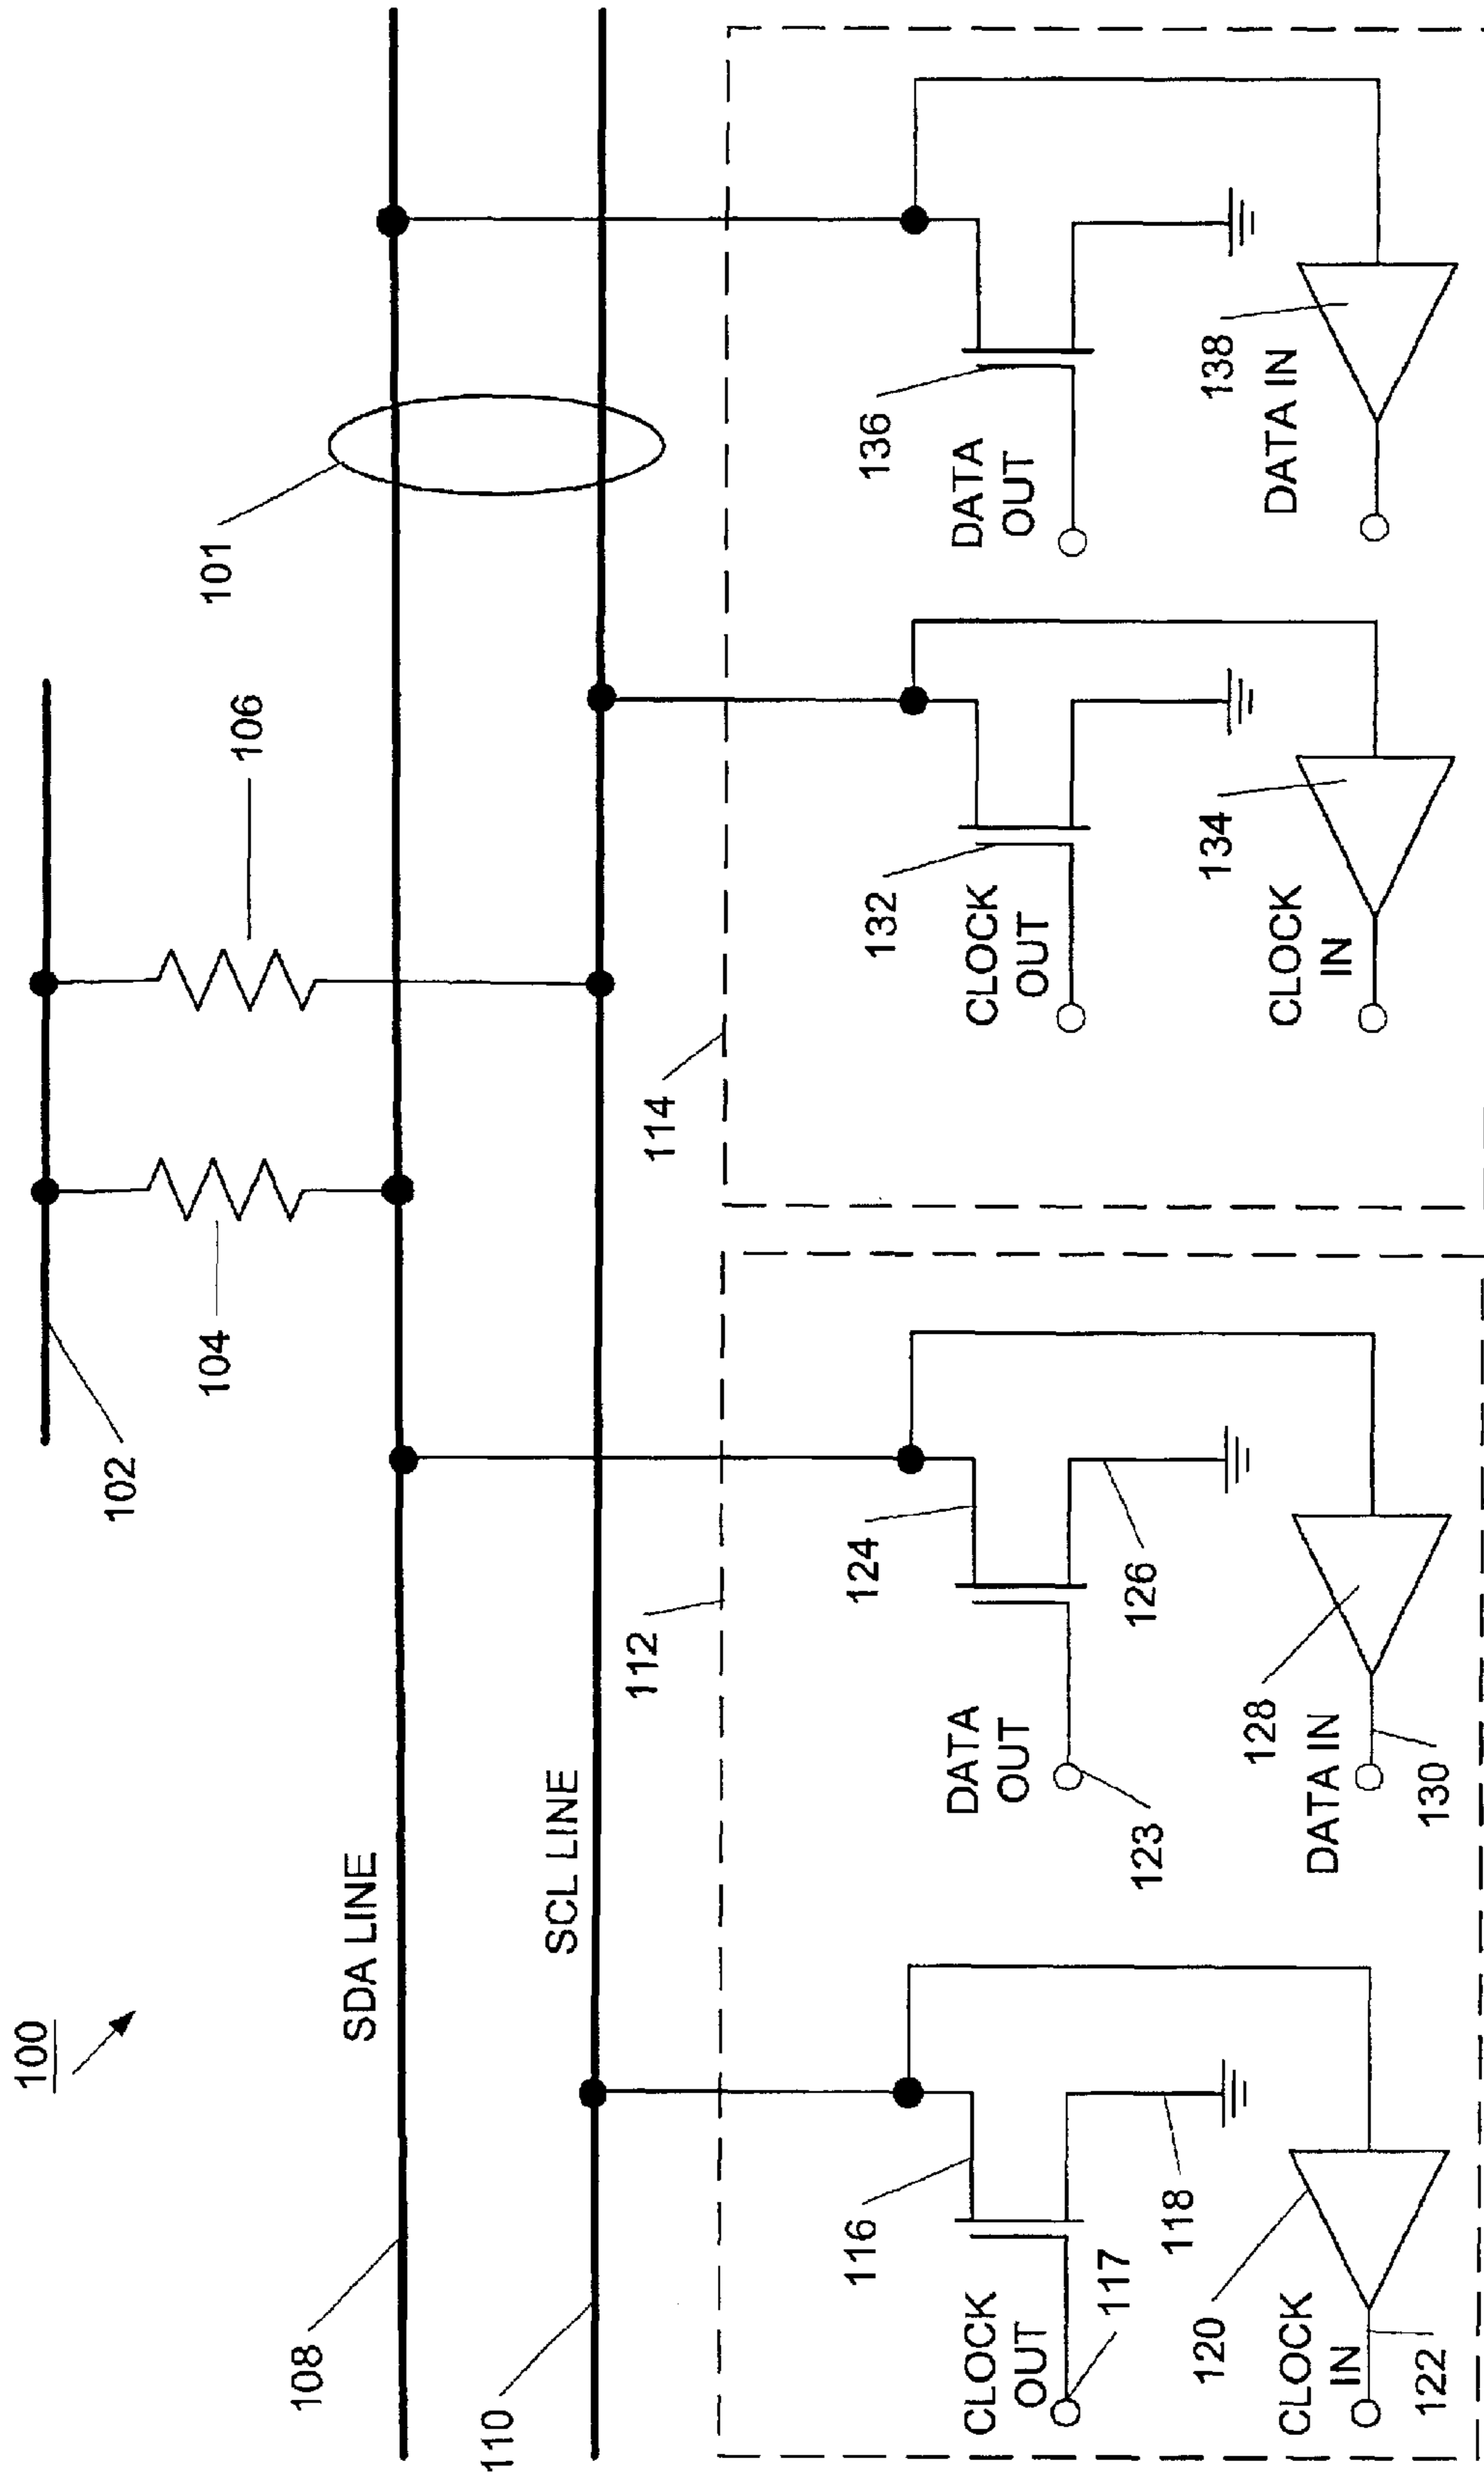 100
102
104
106
101
108
SDA LINE
110
SCL LINE
112
114
116
CLOCK
OUT
117
118
120
CLOCK
IN
122
124
DATA
OUT
123
126
128
DATA IN
130
132
CLOCK
OUT
134
CLOCK
IN
136
DATA
OUT
138
DATA IN